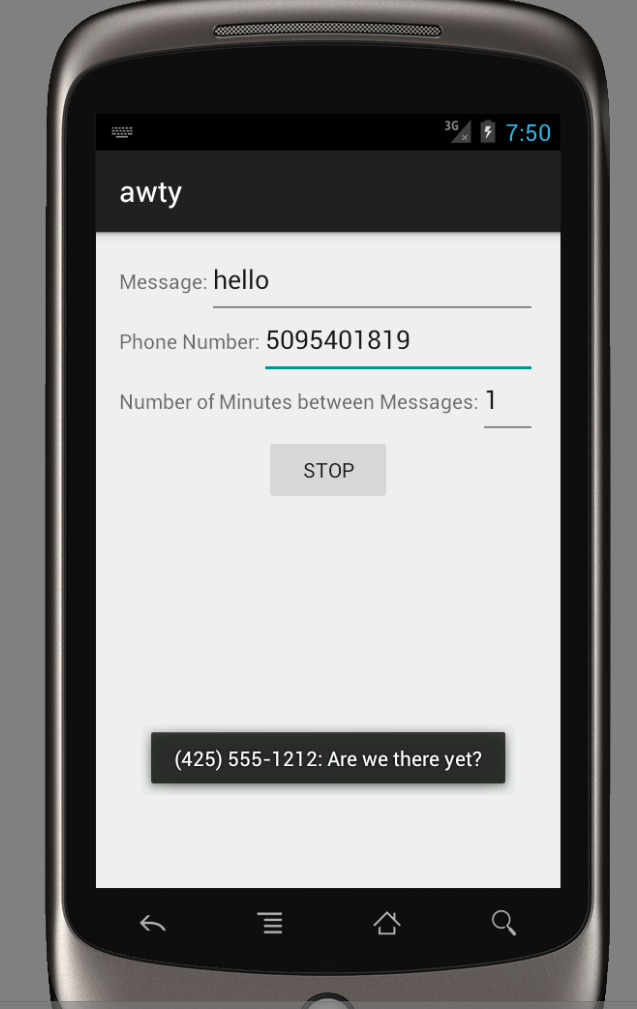 3G 7:50
awty
Message: hello
Phone Number: 5095401819
Number of Minutes between Messages: 1
STOP
(425) 555-1212: Are we there yet?